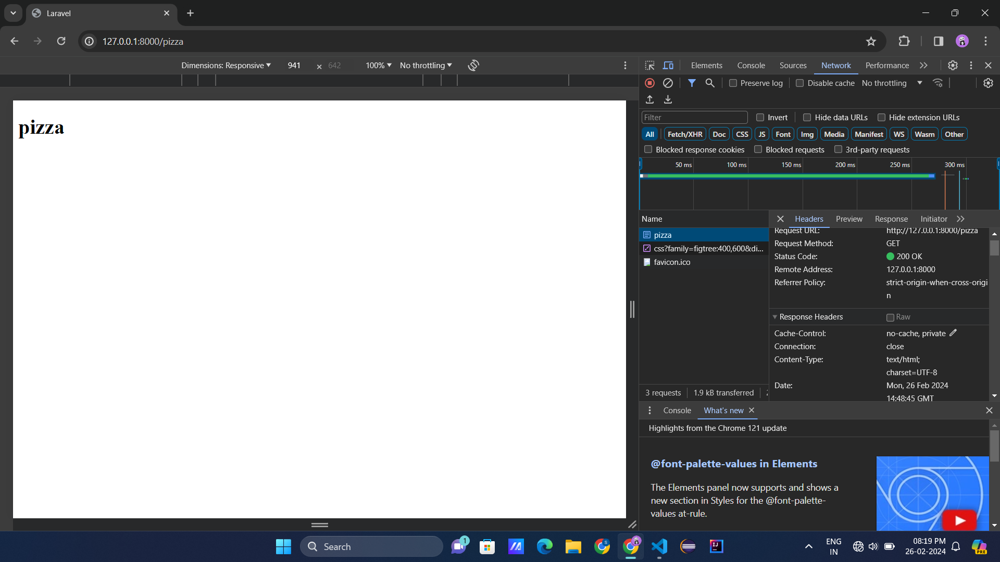 Laravel
127.0.0.1:8000/pizza
Dimensions: Responsive 941 x 642 100% No throttling
Elements Console Sources Network Performance
Preserve log Disable cache No throttling
Filter Invert Hide data URLs Hide extension URLs
All Fetch/XHR Doc CSS JS Font Img Media Manifest WS Wasm Other
Blocked response cookies Blocked requests 3rd-party requests
50 ms 100 ms 150 ms 200 ms 250 ms 300 ms
pizza
Name
pizza
css?family=figtree:400,600&di...
favicon.ico
3 requests 1.9 kB transferred
Headers Preview Response Initiator
Request URL: http://127.0.0.1:8000/pizza
Request Method: GET
Status Code: 200 OK
Remote Address: 127.0.0.1:8000
Referrer Policy: strict-origin-when-cross-origi
n
Response Headers Raw
Cache-Control: no-cache, private
Connection: close
Content-Type: text/html;
charset=UTF-8
Date: Mon, 26 Feb 2024
14:48:45 GMT
Console What's new
Highlights from the Chrome 121 update
@font-palette-values in Elements
The Elements panel now supports and shows a
new section in Styles for the @font-palette-
values at-rule.
Search
1
S
IJ
ENG
IN
08:19 PM
26-02-2024
PRE